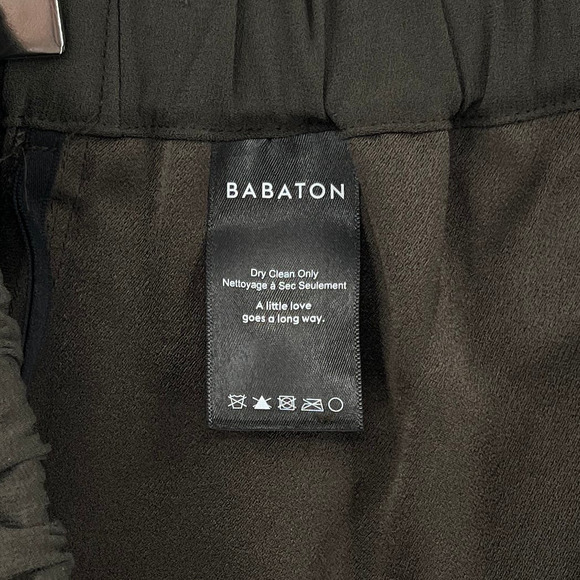 BABATON
Dry Clean Only
Nettoyage à Sec Seulement
A little love
goes a long way.